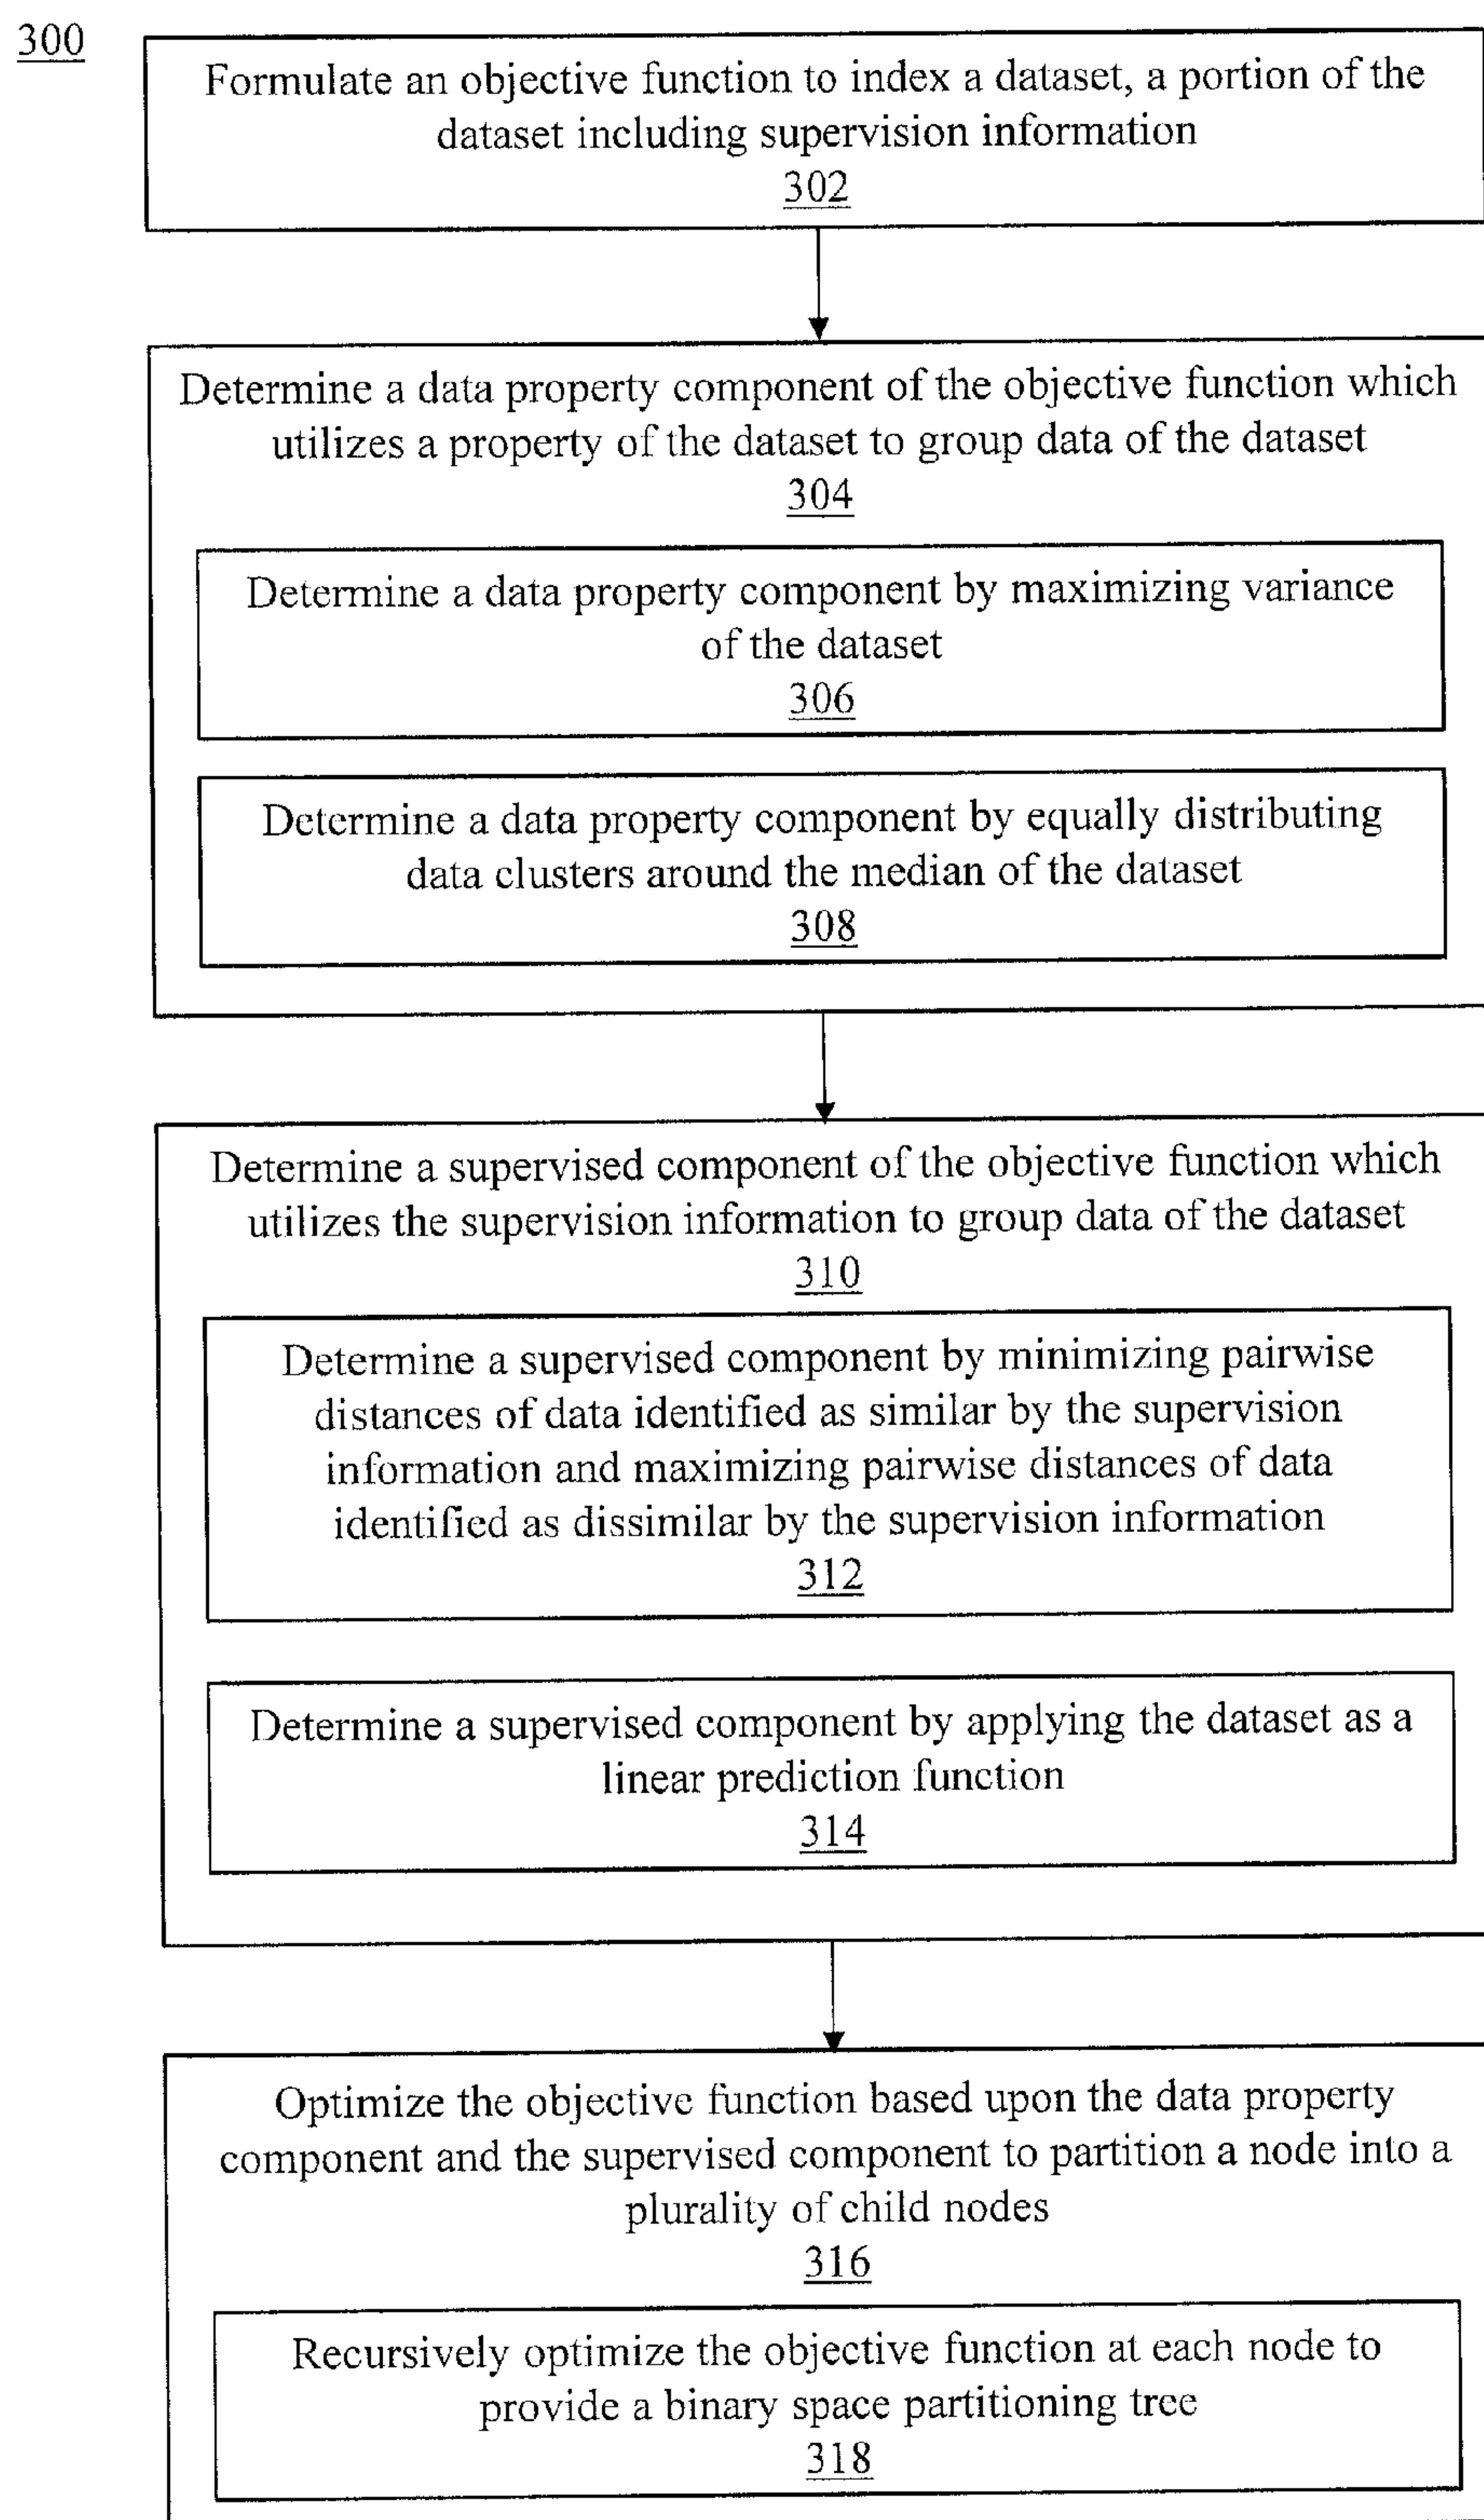 300
Formulate an objective function to index a dataset, a portion of the
dataset including supervision information
302
Determine a data property component of the objective function which
utilizes a property of the dataset to group data of the dataset
304
Determine a data property component by maximizing variance
of the dataset
306
Determine a data property component by equally distributing
data clusters around the median of the dataset
308
Determine a supervised component of the objective function which
utilizes the supervision information to group data of the dataset
310
Determine a supervised component by minimizing pairwise
distances of data identified as similar by the supervision
information and maximizing pairwise distances of data
identified as dissimilar by the supervision information
312
Determine a supervised component by applying the dataset as a
linear prediction function
314
Optimize the objective function based upon the data property
component and the supervised component to partition a node into a
plurality of child nodes
316
Recursively optimize the objective function at each node to
provide a binary space partitioning tree
318